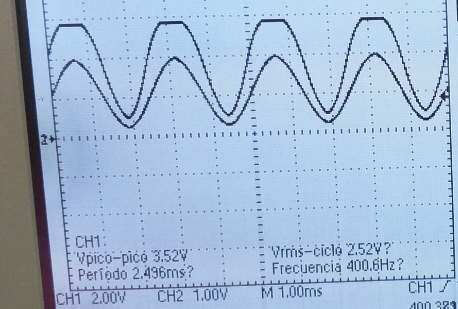 2
CH1:
Vpico-pico 3.52V
Vrms-ciclo 2.52V?
Período 2.496ms?
Frecuencia 400.6Hz?
CH1 2.00V CH2 1.00V M 1.00ms CH1